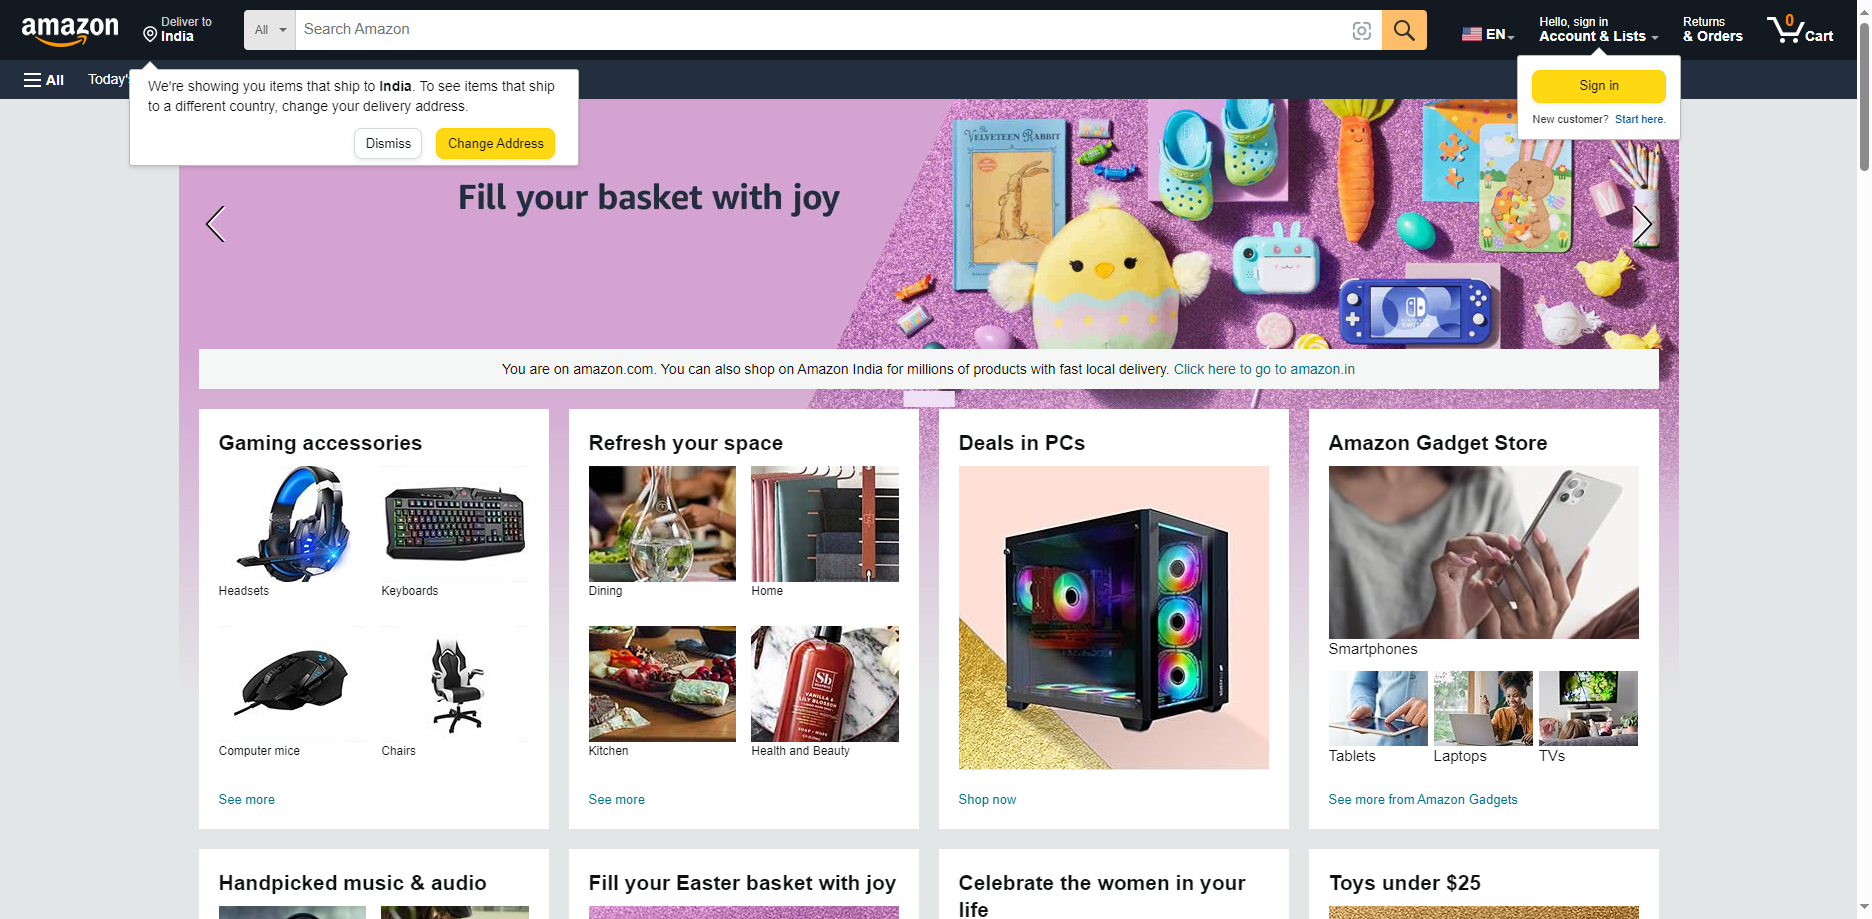 amazon
Deliver to
India
All
Search Amazon
EN
Hello, sign in
Account & Lists
Returns
& Orders
0
Cart
All
Today's
We're showing you items that ship to India. To see items that ship
to a different country, change your delivery address.
Dismiss
Change Address
Sign in
New customer? Start here.
Fill your basket with joy
The
VELVETEEN RABBIT
SWITCH
You are on amazon.com. You can also shop on Amazon India for millions of products with fast local delivery. Click here to go to amazon.in
Gaming accessories
Headsets
Keyboards
Computer mice
Chairs
See more
Refresh your space
Dining
Home
Kitchen
Sb
VANILLA &
LILY BLOSSOM
Health and Beauty
See more
Deals in PCs
Shop now
Amazon Gadget Store
Smartphones
Tablets
Laptops
TVs
See more from Amazon Gadgets
Handpicked music & audio
Fill your Easter basket with joy
Celebrate the women in your
life
Toys under $25